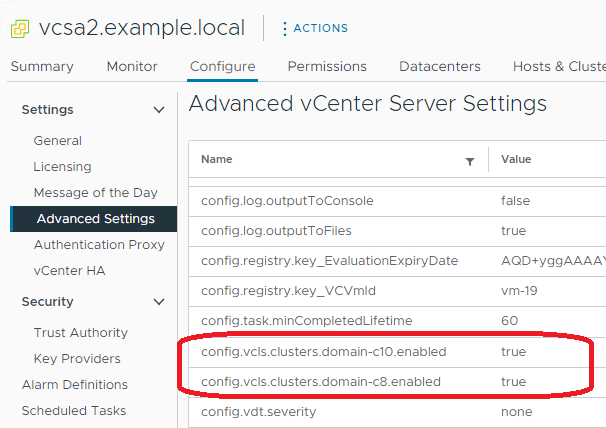 vcsa2.example.local
ACTIONS
Summary Monitor Configure Permissions Datacenters Hosts & Cluste
Settings
General
Licensing
Message of the Day
Advanced Settings
Authentication Proxy
vCenter HA
Security
Trust Authority
Key Providers
Alarm Definitions
Scheduled Tasks
Advanced vCenter Server Settings
Name Value
config.log.outputToConsole false
config.log.outputToFiles true
config.registry.key_EvaluationExpiryDate AQD+yggAAAAY
config.registry.key_VCVmId vm-19
config.task.minCompletedLifetime 60
config.vcls.clusters.domain-c10.enabled true
config.vcls.clusters.domain-c8.enabled true
config.vdt.severity none